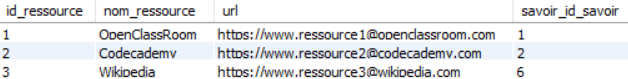 id_ressource nom_ressource url savoir_id_savoir
1 OpenClassRoom https://www.ressource1@openclassroom.com 1
2 Codecademy https://www.ressource2@codecademy.com 2
3 Wikipedia https://www.ressource3@wikipedia.com 6